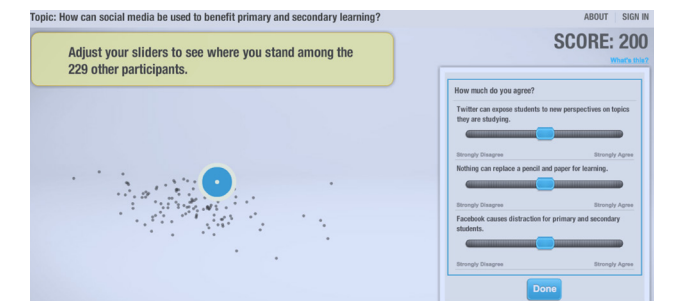 Topic: How can social media be used to benefit primary and secondary learning?
ABOUT
SIGN IN
Adjust your sliders to see where you stand among the
229 other participants.
SCORE: 200
What's this?
How much do you agree?
Twitter can expose students to new perspectives on topics
they are studying.
Strongly Disagree
Strongly Agree
Nothing can replace a pencil and paper for learning.
Strongly Disagree
Strongly Agree
Facebook causes distraction for primary and secondary
students.
Strongly Disagree
Strongly Agree
Done